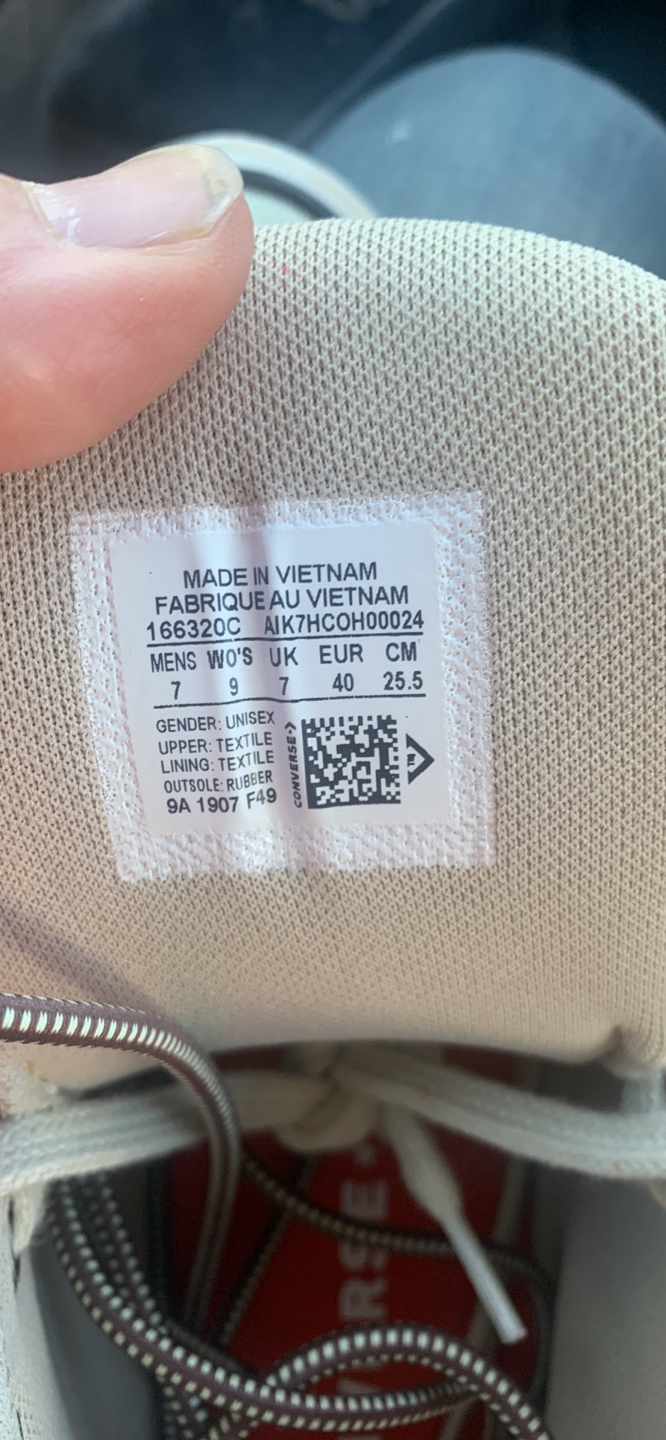 MADE IN VIETNAM
FABRIQUE AU VIETNAM
166320C AIK7HCOH00024
MENS WO'S UK EUR CM
7 9 7 40 25.5
GENDER: UNISEX
UPPER: TEXTILE
LINING: TEXTILE
OUTSOLE: RUBBER
9A 1907 F49
CONVERSE